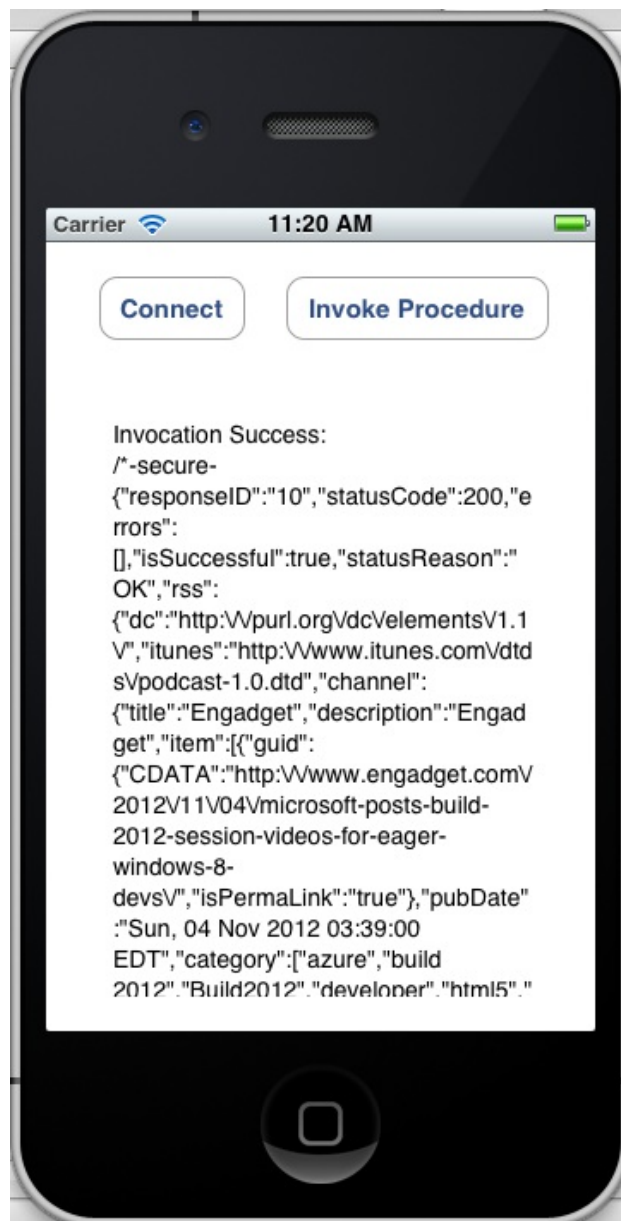 Carrier 11:20 AM
Connect Invoke Procedure
Invocation Success:
/*-secure-
{"responseID":"10","statusCode":200,"e
rrors":
[],"isSuccessful":true,"statusReason":"
OK","rss":
{"dc":"http:\/\/purl.org\/dc\/elements\/1.1
\/","itunes":"http:\/\/www.itunes.com\/dtd
s\/podcast-1.0.dtd","channel":
{"title":"Engadget","description":"Engad
get","item":[{"guid":
{"CDATA":"http:\/\/www.engadget.com\/
2012\/11\/04\/microsoft-posts-build-
2012-session-videos-for-eager-
windows-8-
devs\/","isPermaLink":"true"},"pubDate"
:"Sun, 04 Nov 2012 03:39:00
EDT","category":["azure","build
2012","Build2012","developer","html5","